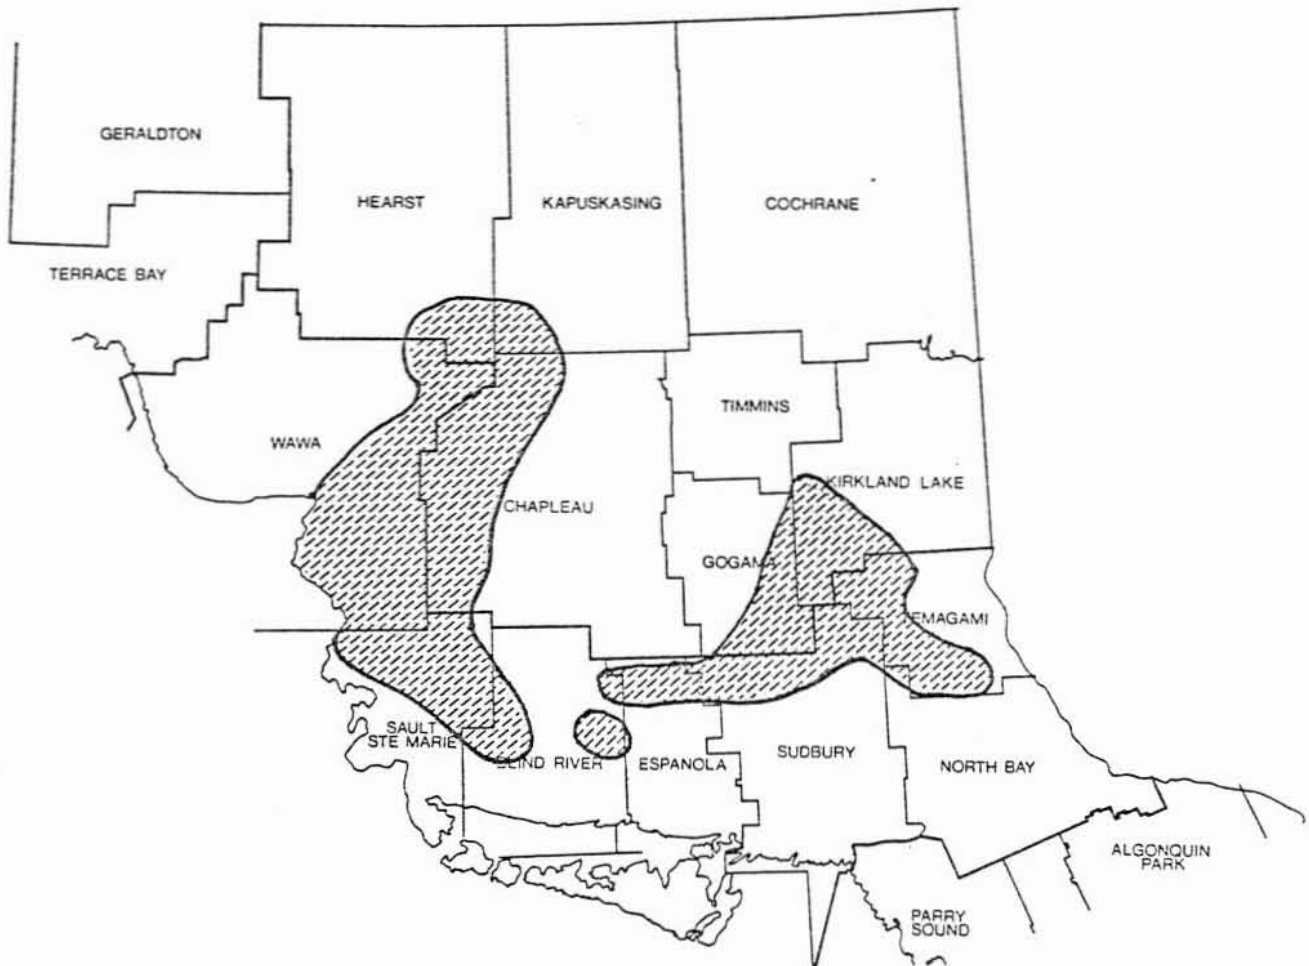 GERALDTON
HEARST
KAPUSKASING
COCHRANE
TERRACE BAY
TIMMINS
WAWA
KIRKLAND LAKE
CHAPLEAU
GOGAMA
TEMAGAMI
SAULT
STE MARIE
BLIND RIVER
ESPANOLA
SUDBURY
NORTH BAY
ALGONQUIN
PARK
PARRY
SOUND